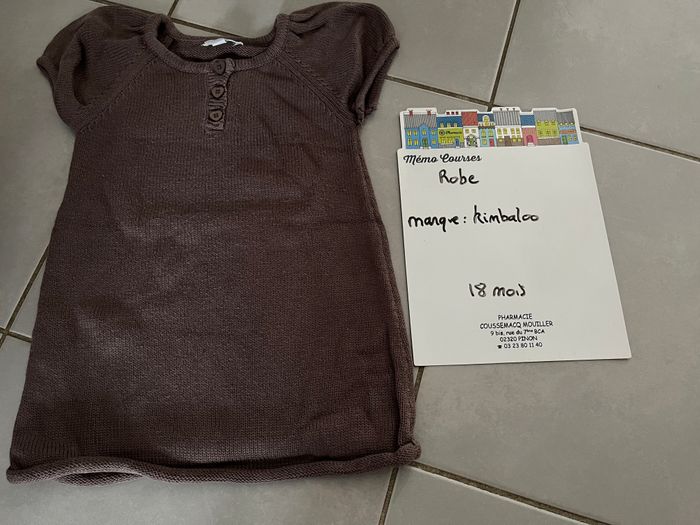 Pharmacie
Mémo Courses
Robe
marque : Kimbaloo
18 mois
PHARMACIE
COUSSEMACQ MOUILLER
9 bis, rue du 7ème BCA
02320 PINON
☎ 03 23 80 11 40